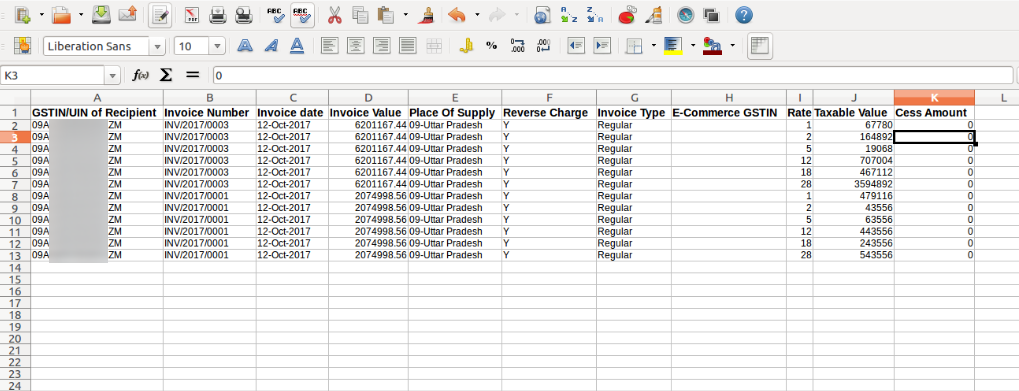 Liberation Sans 10
K3 f(x) Σ = 0
A B C D E F G H I J K L
1 GSTIN/UIN of Recipient Invoice Number Invoice date Invoice Value Place Of Supply Reverse Charge Invoice Type E-Commerce GSTIN Rate Taxable Value Cess Amount
2 09A ZM INV/2017/0003 12-Oct-2017 6201167.44 09-Uttar Pradesh Y Regular 1 67780 0
3 09A ZM INV/2017/0003 12-Oct-2017 6201167.44 09-Uttar Pradesh Y Regular 2 164892 0
4 09A ZM INV/2017/0003 12-Oct-2017 6201167.44 09-Uttar Pradesh Y Regular 5 19068 0
5 09A ZM INV/2017/0003 12-Oct-2017 6201167.44 09-Uttar Pradesh Y Regular 12 707004 0
6 09A ZM INV/2017/0003 12-Oct-2017 6201167.44 09-Uttar Pradesh Y Regular 18 467112 0
7 09A ZM INV/2017/0003 12-Oct-2017 6201167.44 09-Uttar Pradesh Y Regular 28 3594892 0
8 09A ZM INV/2017/0001 12-Oct-2017 2074998.56 09-Uttar Pradesh Y Regular 1 479116 0
9 09A ZM INV/2017/0001 12-Oct-2017 2074998.56 09-Uttar Pradesh Y Regular 2 43556 0
10 09A ZM INV/2017/0001 12-Oct-2017 2074998.56 09-Uttar Pradesh Y Regular 5 63556 0
11 09A ZM INV/2017/0001 12-Oct-2017 2074998.56 09-Uttar Pradesh Y Regular 12 443556 0
12 09A ZM INV/2017/0001 12-Oct-2017 2074998.56 09-Uttar Pradesh Y Regular 18 243556 0
13 09A ZM INV/2017/0001 12-Oct-2017 2074998.56 09-Uttar Pradesh Y Regular 28 543556 0
14
15
16
17
18
19
20
21
22
23
24